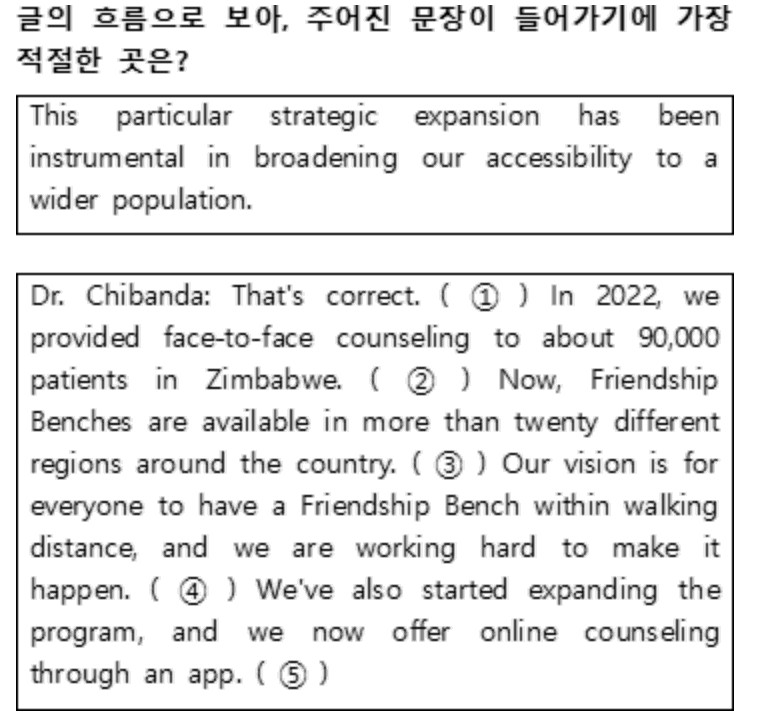 글의 흐름으로 보아, 주어진 문장이 들어가기에 가장
적절한 곳은?
This particular strategic expansion has been
instrumental in broadening our accessibility to a
wider population.
Dr. Chibanda: That's correct. ( ① ) In 2022, we
provided face-to-face counseling to about 90,000
patients in Zimbabwe. ( ② ) Now, Friendship
Benches are available in more than twenty different
regions around the country. ( ③ ) Our vision is for
everyone to have a Friendship Bench within walking
distance, and we are working hard to make it
happen. ( ④ ) We've also started expanding the
program, and we now offer online counseling
through an app. ( ⑤ )